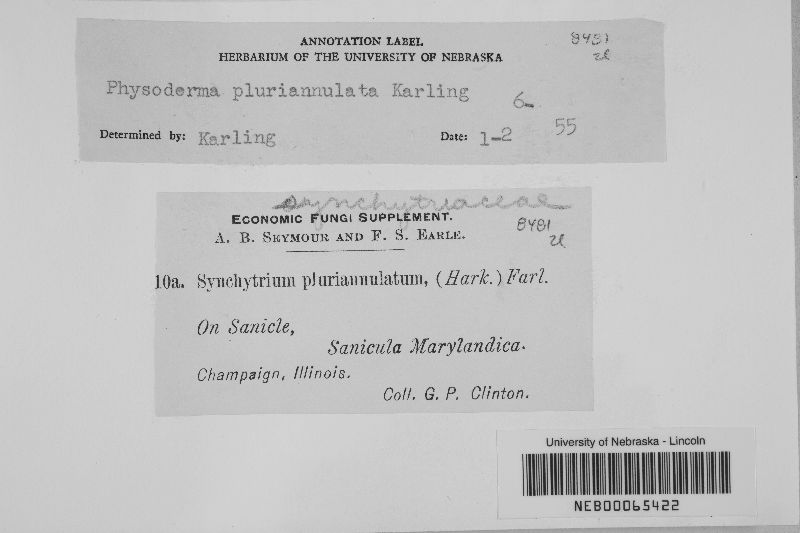 ANNOTATION LABEL 8431
HERBARIUM OF THE UNIVERSITY OF NEBRASKA
Physoderma pluriannulata Karling 6-
Determined by: Karling Date: 1-2 55
synchytriaceae
ECONOMIC FUNGI SUPPLEMENT. 8481
A. B. SEYMOUR AND F. S. EARLE.
10a. Synchytrium pluriannulatum, (Hark.) Farl.
On Sanicle,
Sanicula Marylandica.
Champaign, Illinois.
Coll. G. P. Clinton.
University of Nebraska - Lincoln
NEB00065422